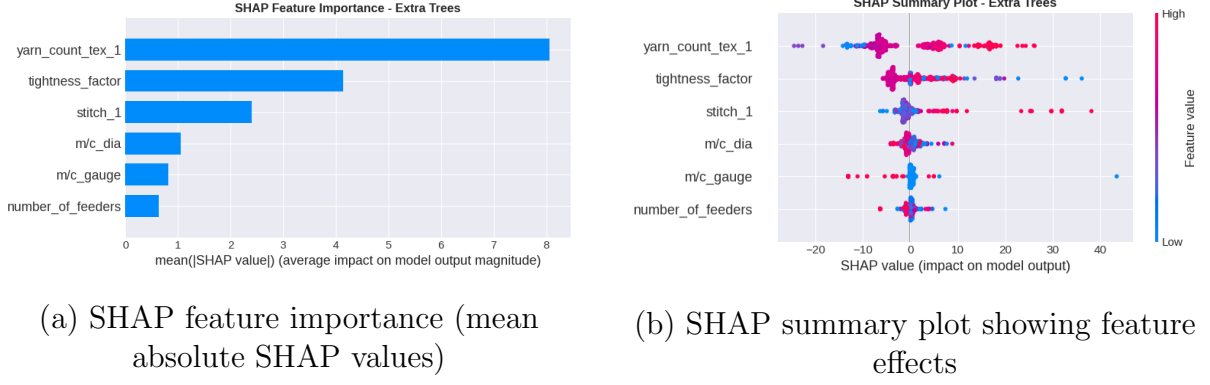 SHAP Feature Importance - Extra Trees
yarn_count_tex_1
tightness_factor
stitch_1
m/c_dia
m/c_gauge
number_of_feeders
0 1 2 3 4 5 6 7 8
mean(|SHAP value|) (average impact on model output magnitude)
(a) SHAP feature importance (mean
absolute SHAP values)
SHAP Summary Plot - Extra Trees
High
yarn_count_tex_1
tightness_factor
stitch_1
m/c_dia
m/c_gauge
number_of_feeders
Feature value
Low
−20 −10 0 10 20 30 40
SHAP value (impact on model output)
(b) SHAP summary plot showing feature
effects